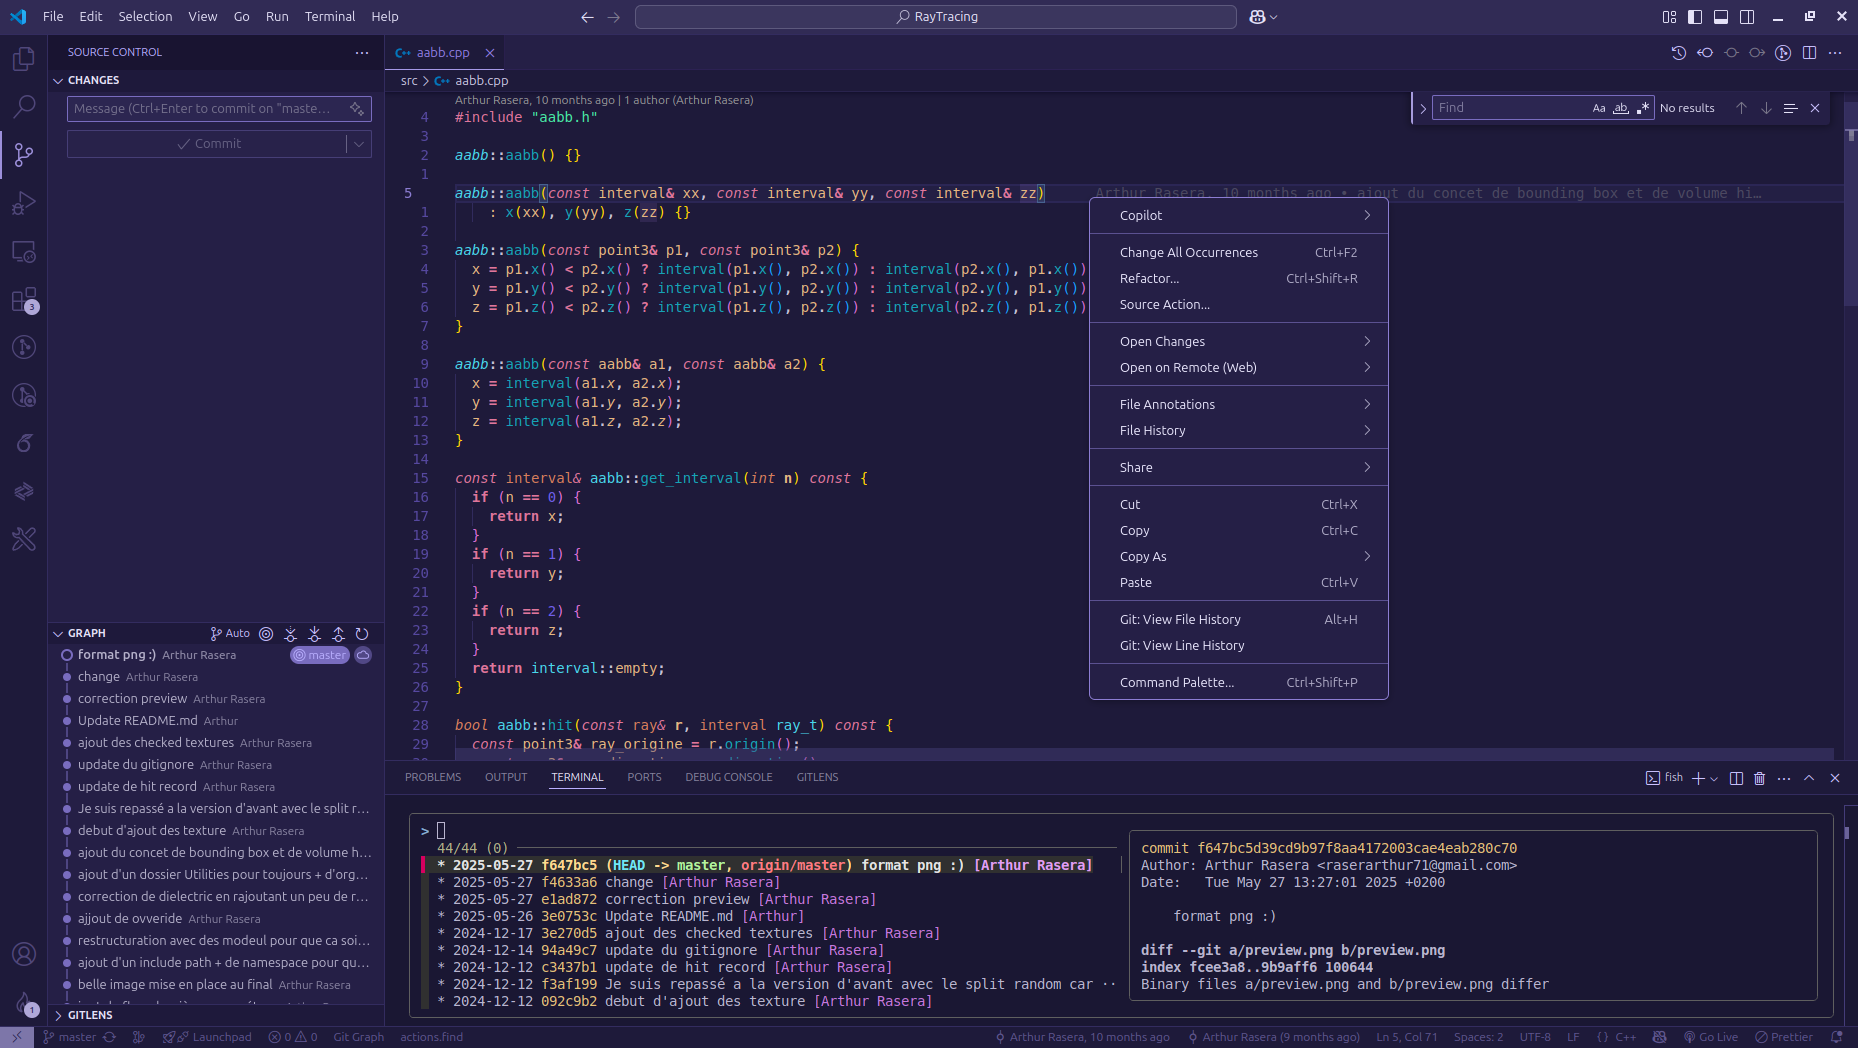 File Edit Selection View Go Run Terminal Help
RayTracing
SOURCE CONTROL
CHANGES
Message (Ctrl+Enter to commit on "maste…
Commit
3
1
GRAPH
Auto
format png :) Arthur Rasera master
change Arthur Rasera
correction preview Arthur Rasera
Update README.md Arthur
ajout des checked textures Arthur Rasera
update du gitignore Arthur Rasera
update de hit record Arthur Rasera
Je suis repassé a la version d'avant avec le split r…
debut d'ajout des texture Arthur Rasera
ajout du concet de bounding box et de volume h…
ajout d'un dossier Utilities pour toujours + d'org…
correction de dielectric en rajoutant un peu de r…
ajjout de ovveride Arthur Rasera
restructuration avec des modeul pour que ca soi…
ajout d'un include path + de namespace pour qu…
belle image mise en place au final Arthur Rasera
GITLENS
aabb.cpp
src > aabb.cpp
Arthur Rasera, 10 months ago | 1 author (Arthur Rasera)
Find Aa ab .* No results
4 #include "aabb.h"
3
2 aabb::aabb() {}
1
5 aabb::aabb(const interval& xx, const interval& yy, const interval& zz) Arthur Rasera, 10 months ago • ajout du concet de bounding box et de volume hi…
1 : x(xx), y(yy), z(zz) {}
2
3 aabb::aabb(const point3& p1, const point3& p2) {
4 x = p1.x() < p2.x() ? interval(p1.x(), p2.x()) : interval(p2.x(), p1.x())
5 y = p1.y() < p2.y() ? interval(p1.y(), p2.y()) : interval(p2.y(), p1.y())
6 z = p1.z() < p2.z() ? interval(p1.z(), p2.z()) : interval(p2.z(), p1.z())
7 }
8
9 aabb::aabb(const aabb& a1, const aabb& a2) {
10 x = interval(a1.x, a2.x);
11 y = interval(a1.y, a2.y);
12 z = interval(a1.z, a2.z);
13 }
14
15 const interval& aabb::get_interval(int n) const {
16 if (n == 0) {
17 return x;
18 }
19 if (n == 1) {
20 return y;
21 }
22 if (n == 2) {
23 return z;
24 }
25 return interval::empty;
26 }
27
28 bool aabb::hit(const ray& r, interval ray_t) const {
29 const point3& ray_origine = r.origin();
Copilot
Change All Occurrences Ctrl+F2
Refactor... Ctrl+Shift+R
Source Action...
Open Changes
Open on Remote (Web)
File Annotations
File History
Share
Cut Ctrl+X
Copy Ctrl+C
Copy As
Paste Ctrl+V
Git: View File History Alt+H
Git: View Line History
Command Palette... Ctrl+Shift+P
PROBLEMS OUTPUT TERMINAL PORTS DEBUG CONSOLE GITLENS
fish
>
44/44 (0)
* 2025-05-27 f647bc5 (HEAD -> master, origin/master) format png :) [Arthur Rasera]
* 2025-05-27 f4633a6 change [Arthur Rasera]
* 2025-05-27 e1ad872 correction preview [Arthur Rasera]
* 2025-05-26 3e0753c Update README.md [Arthur]
* 2024-12-17 3e270d5 ajout des checked textures [Arthur Rasera]
* 2024-12-14 94a49c7 update du gitignore [Arthur Rasera]
* 2024-12-12 c3437b1 update de hit record [Arthur Rasera]
* 2024-12-12 f3af199 Je suis repassé a la version d'avant avec le split random car ··
* 2024-12-12 092c9b2 debut d'ajout des texture [Arthur Rasera]
commit f647bc5d39cd9b97f8aa4172003cae4eab280c70
Author: Arthur Rasera <raserarthur71@gmail.com>
Date: Tue May 27 13:27:01 2025 +0200
format png :)
diff --git a/preview.png b/preview.png
index fcee3a8..9b9aff6 100644
Binary files a/preview.png and b/preview.png differ
master Launchpad 0 0 Git Graph actions.find Arthur Rasera, 10 months ago Arthur Rasera (9 months ago) Ln 5, Col 71 Spaces: 2 UTF-8 LF {} C++ Go Live Prettier